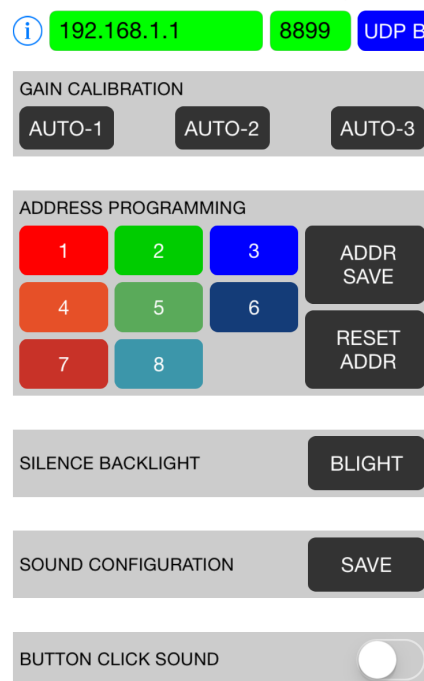 i 192.168.1.1 8899 UDP B
GAIN CALIBRATION
AUTO-1 AUTO-2 AUTO-3
ADDRESS PROGRAMMING
1 2 3 ADDR
SAVE
4 5 6
RESET
ADDR
7 8
SILENCE BACKLIGHT BLIGHT
SOUND CONFIGURATION SAVE
BUTTON CLICK SOUND